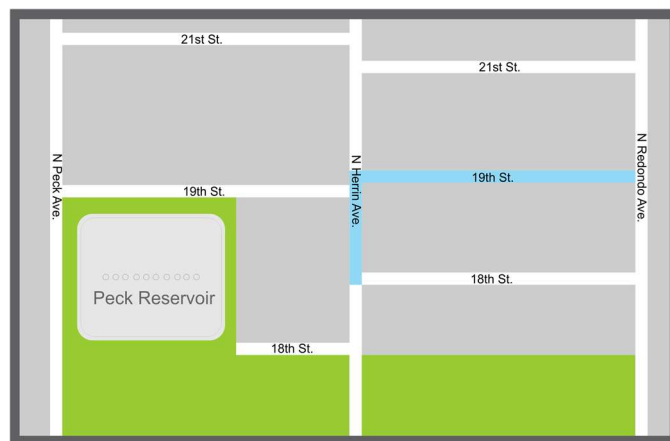 21st St.
21st St.
N Peck Ave.
N Herrin Ave.
N Redondo Ave.
19th St.
19th St.
18th St.
Peck Reservoir
18th St.